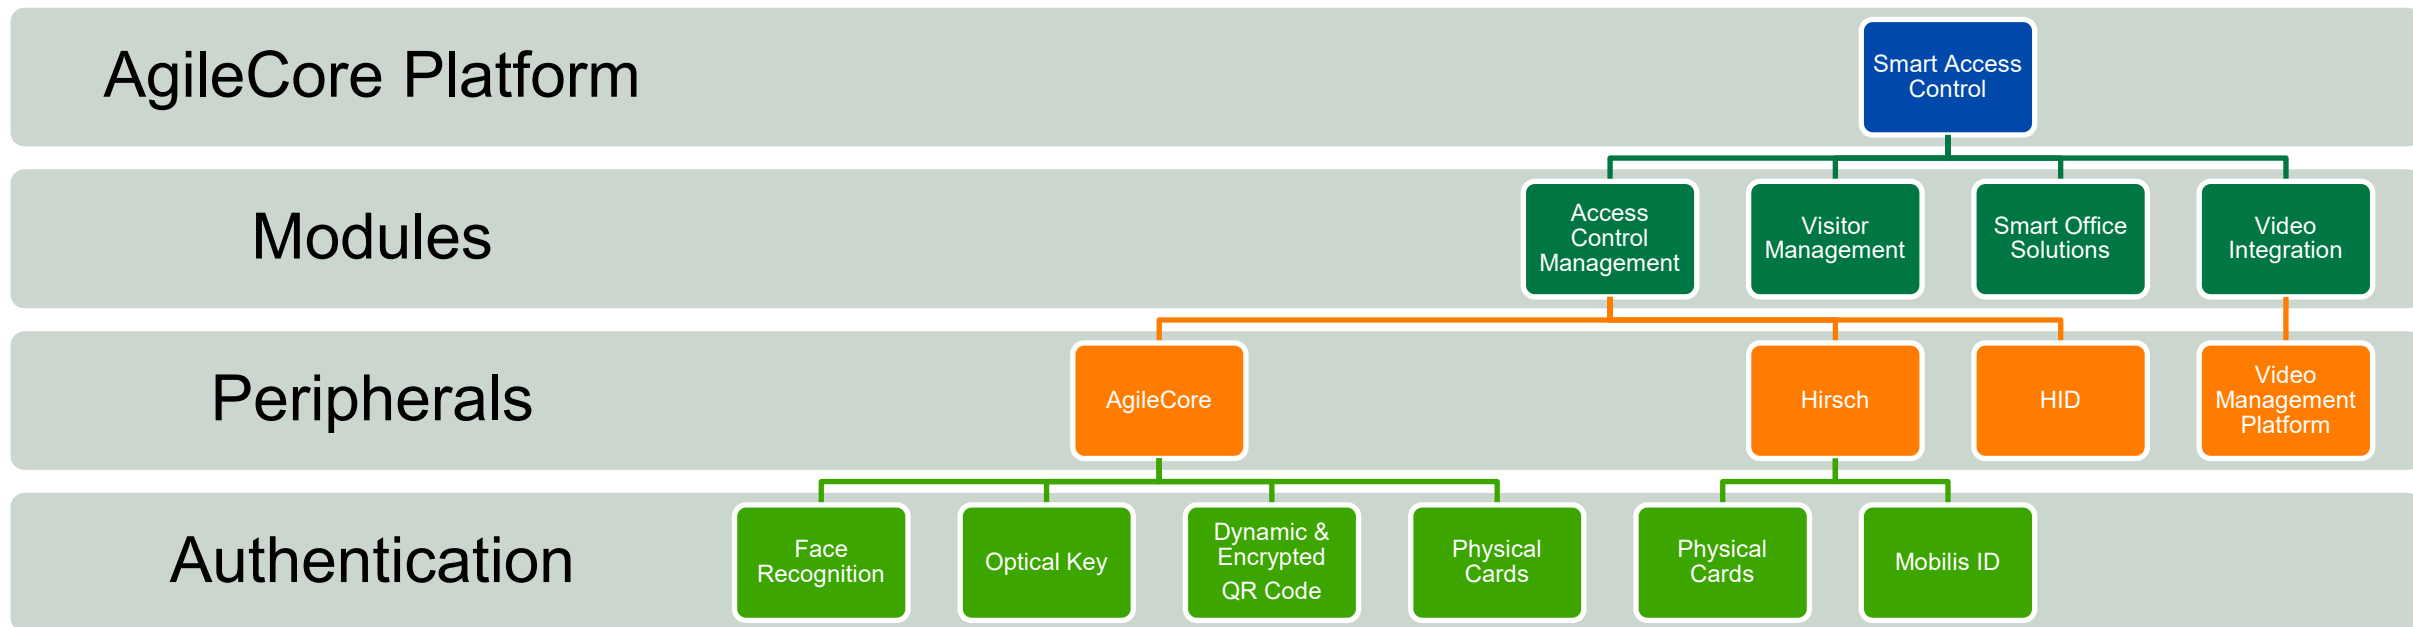 AgileCore Platform
Smart Access
Control
Modules
Access
Control
Management
Visitor
Management
Smart Office
Solutions
Video
Integration
Peripherals
AgileCore
Hirsch
HID
Video
Management
Platform
Authentication
Face
Recognition
Optical Key
Dynamic &
Encrypted
QR Code
Physical
Cards
Physical
Cards
Mobilis ID